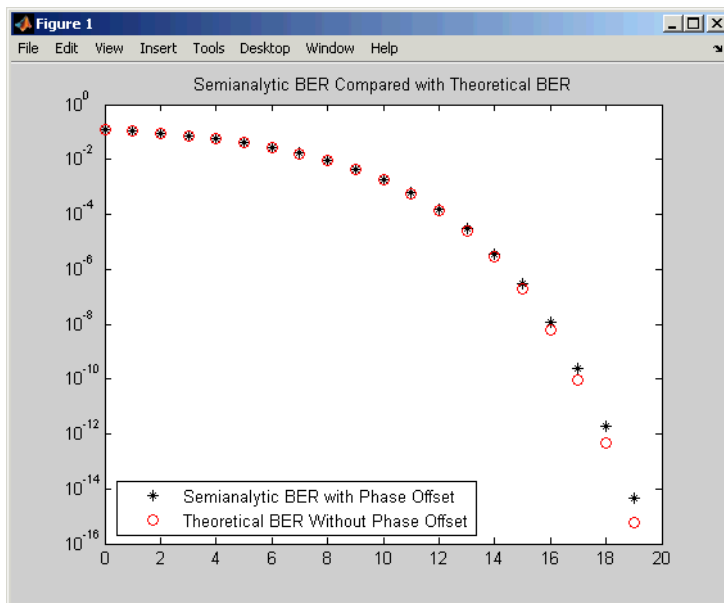 Figure 1
File Edit View Insert Tools Desktop Window Help
Semianalytic BER Compared with Theoretical BER
10^0
10^-2
10^-4
10^-6
10^-8
10^-10
10^-12
10^-14
10^-16
Semianalytic BER with Phase Offset
Theoretical BER Without Phase Offset
0 2 4 6 8 10 12 14 16 18 20